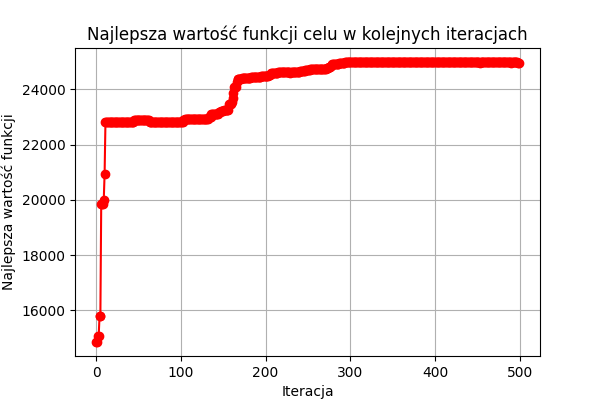 Najlepsza wartość funkcji celu w kolejnych iteracjach
Najlepsza wartość funkcji
24000
22000
20000
18000
16000
0 100 200 300 400 500
Iteracja